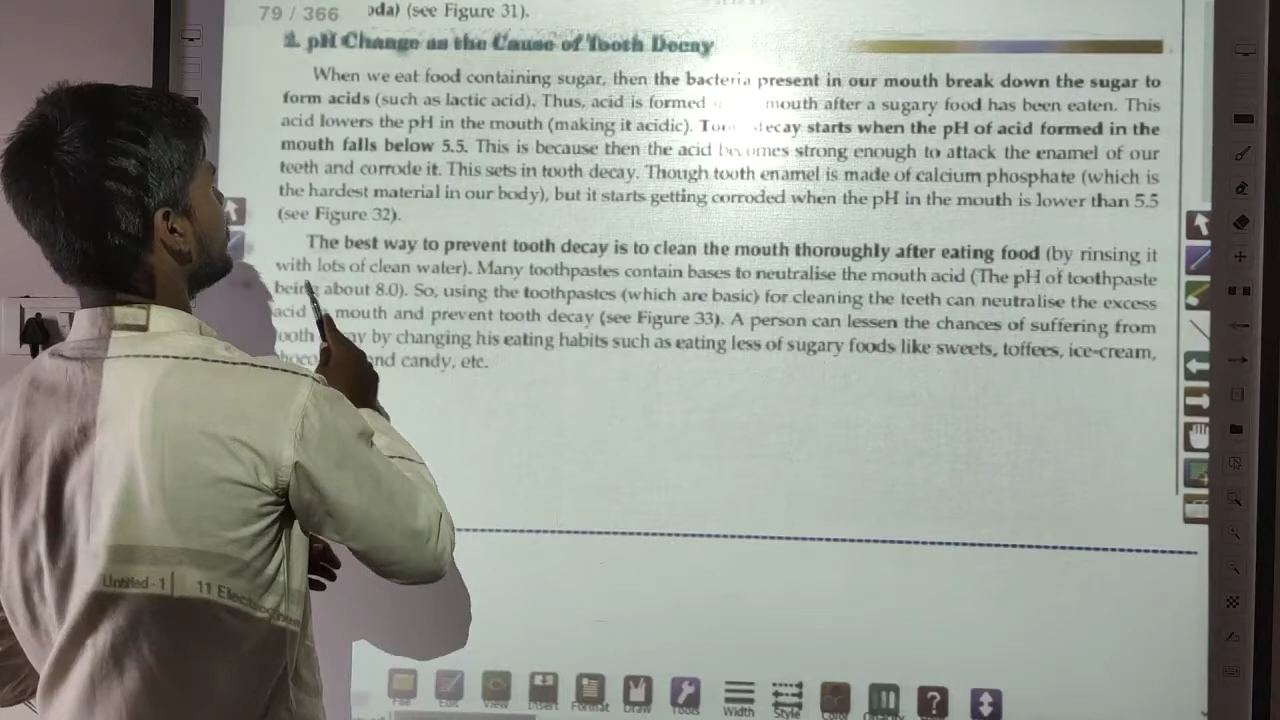 79 / 366
oda) (see Figure 31).
2. pH Change as the Cause of Tooth Decay
When we eat food containing sugar, then the bacteria present in our mouth break down the sugar to
form acids (such as lactic acid). Thus, acid is formed mouth after a sugary food has been eaten. This
acid lowers the pH in the mouth (making it acidic). decay starts when the pH of acid formed in the
mouth falls below 5.5. This is because then the acid becomes strong enough to attack the enamel of our
teeth and corrode it. This sets in tooth decay. Though tooth enamel is made of calcium phosphate (which is
the hardest material in our body), but it starts getting corroded when the pH in the mouth is lower than 5.5
(see Figure 32).
The best way to prevent tooth decay is to clean the mouth thoroughly after eating food (by rinsing it
with lots of clean water). Many toothpastes contain bases to neutralise the mouth acid (The pH of toothpaste
being about 8.0). So, using the toothpastes (which are basic) for cleaning the teeth can neutralise the excess
acid mouth and prevent tooth decay (see Figure 33). A person can lessen the chances of suffering from
by changing his eating habits such as eating less of sugary foods like sweets, toffees, ice-cream,
and candy, etc.
Untitled-1 11
File Edit View Insert Format Draw Tools Width Style Color